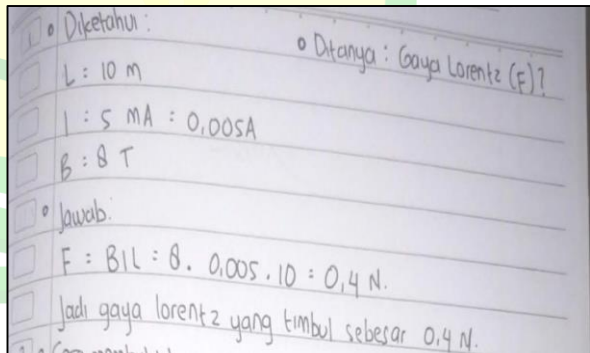 1. • Diketahui :
• Ditanya : Gaya Lorentz (F)?
L : 10 m
I : 5 MA : 0,005A
B : 8 T
• Jawab :
F : BIL : 8. 0,005. 10 : 0,4 N.
Jadi gaya lorentz yang timbul sebesar 0,4 N.